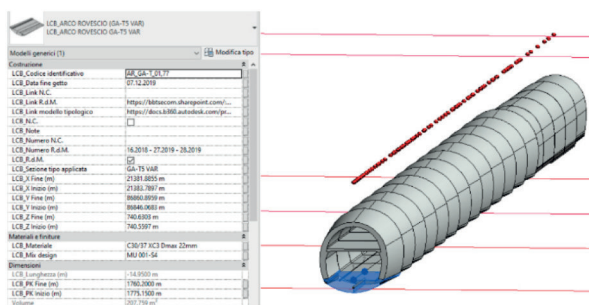 LCB_ARCO ROVESCIO (GA-T5 VAR)
LCB_ARCO ROVESCIO GA-T5 VAR
Modelli generici (1) Modifica tipo
Costruzione
LCB_Codice identificativo AR_GA-T_01.77
LCB_Data fine getto 07.12.2019
LCB_Link N.C.
LCB_Link R.d.M. https://bbtsecom.sharepoint.com/...
LCB_Link modello tipologico https://docs.b360.autodesk.com/pr...
LCB_N.C.
LCB_Note
LCB_Numero N.C.
LCB_Numero R.d.M. 16.2018 - 27.2019 - 28.2019
LCB_R.d.M.
LCB_Sezione tipo applicata GA-T5 VAR
LCB_X Fine (m) 21381.8855 m
LCB_X Inizio (m) 21383.7897 m
LCB_Y Fine (m) 86860.8959 m
LCB_Y Inizio (m) 86846.0683 m
LCB_Z Fine (m) 740.6303 m
LCB_Z Inizio (m) 740.5597 m
Materiali e finiture
LCB_Materiale C30/37 XC3 Dmax 22mm
LCB_Mix design MU 001-S4
Dimensioni
LCB_Lunghezza (m) -14.9500 m
LCB_PK Fine (m) 1760.2000 m
LCB_PK Inizio (m) 1775.1500 m
Volume 207.759 m³